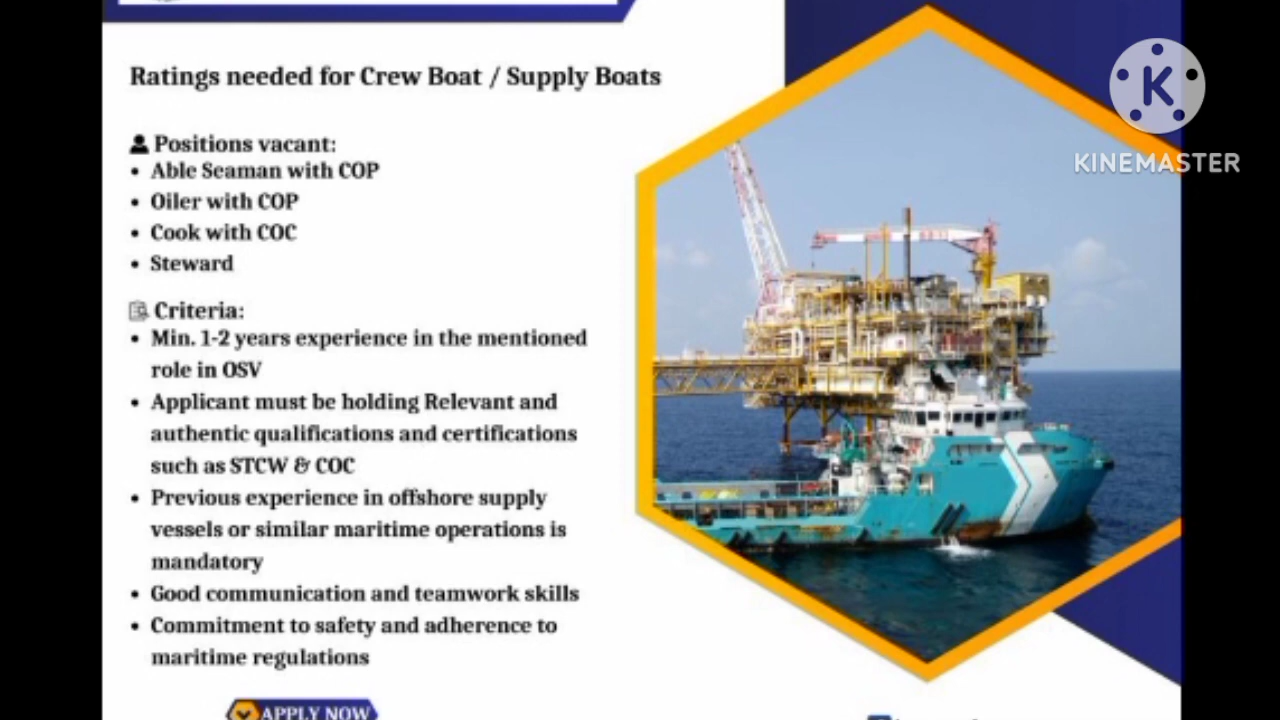 Ratings needed for Crew Boat / Supply Boats
Positions vacant:
• Able Seaman with COP
• Oiler with COP
• Cook with COC
• Steward
Criteria:
• Min. 1-2 years experience in the mentioned
role in OSV
• Applicant must be holding Relevant and
authentic qualifications and certifications
such as STCW & COC
• Previous experience in offshore supply
vessels or similar maritime operations is
mandatory
• Good communication and teamwork skills
• Commitment to safety and adherence to
maritime regulations
APPLY NOW
K
KINEMASTER